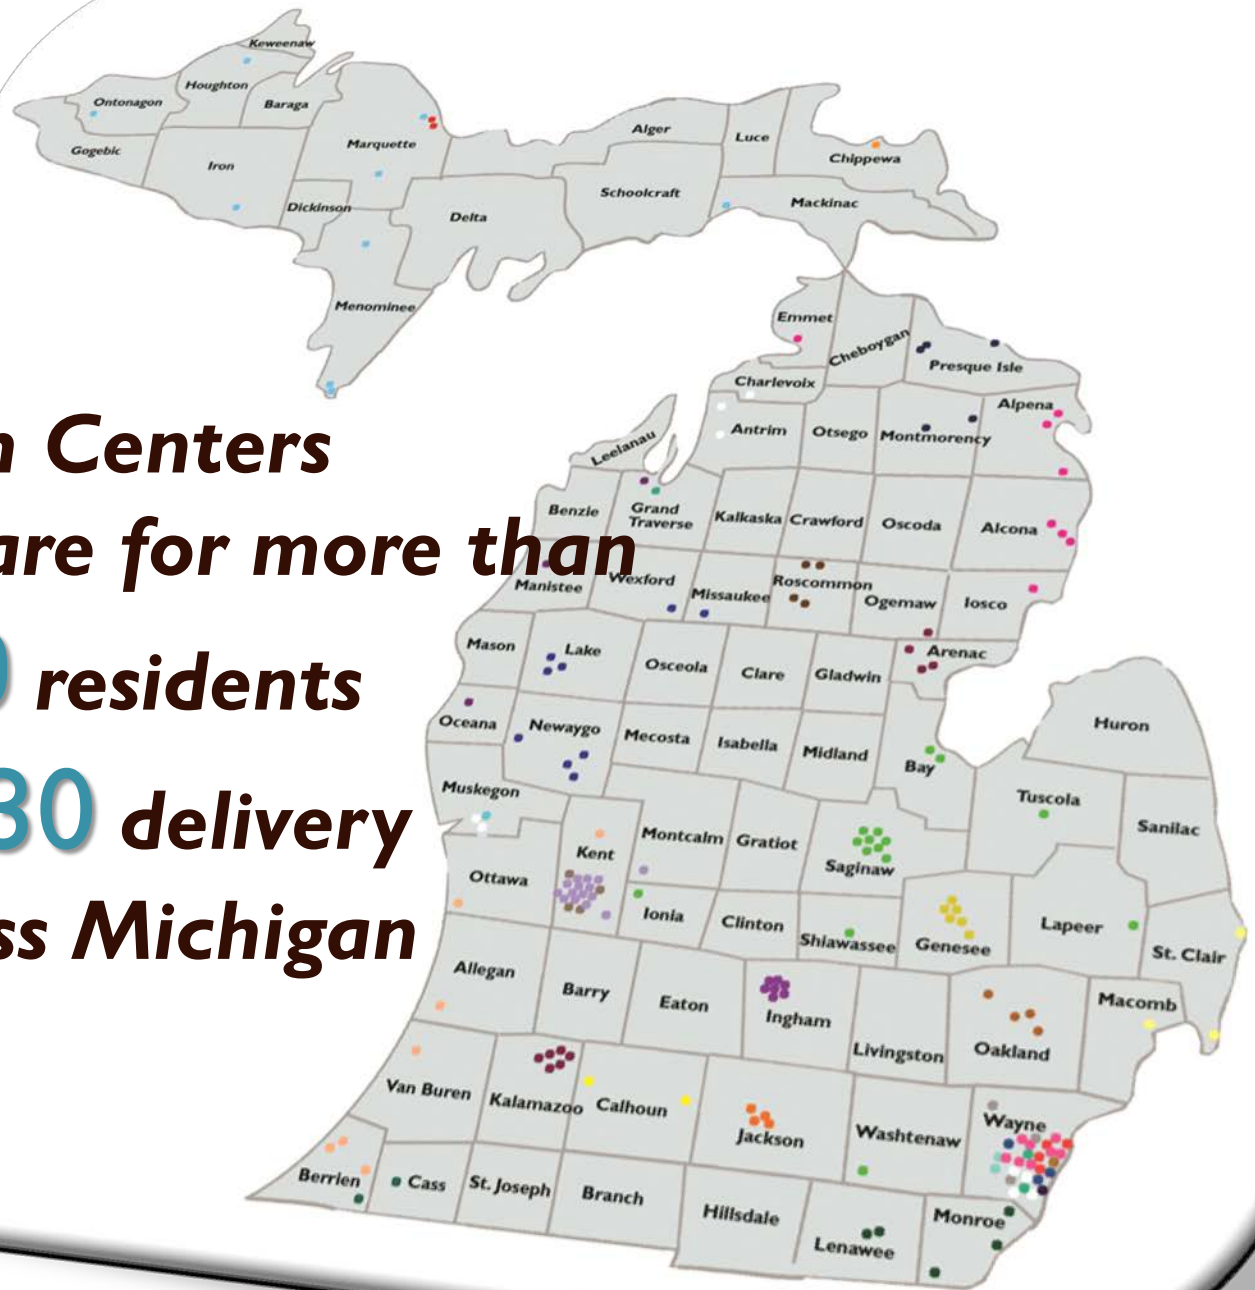 Keweenaw
Houghton
Ontonagon
Baraga
Gogebic
Iron
Marquette
Alger
Luce
Chippewa
Dickinson
Delta
Schoolcraft
Mackinac
Menominee
Emmet
Cheboygan
Presque Isle
Charlevoix
Alpena
n Centers
Leelanau
Antrim
Otsego
Montmorency
Benzie
Grand
Traverse
Kalkaska
Crawford
Oscoda
Alcona
are for more than
Manistee
Wexford
Missaukee
Roscommon
Ogemaw
Iosco
0 residents
Mason
Lake
Osceola
Clare
Gladwin
Arenac
Oceana
Newaygo
Mecosta
Isabella
Midland
Bay
Huron
30 delivery
Muskegon
Tuscola
Sanilac
Kent
Montcalm
Gratiot
Saginaw
Ottawa
Ionia
Clinton
Shiawassee
Genesee
Lapeer
St. Clair
ss Michigan
Allegan
Barry
Eaton
Ingham
Livingston
Oakland
Macomb
Van Buren
Kalamazoo
Calhoun
Jackson
Washtenaw
Wayne
Berrien
Cass
St. Joseph
Branch
Hillsdale
Lenawee
Monroe